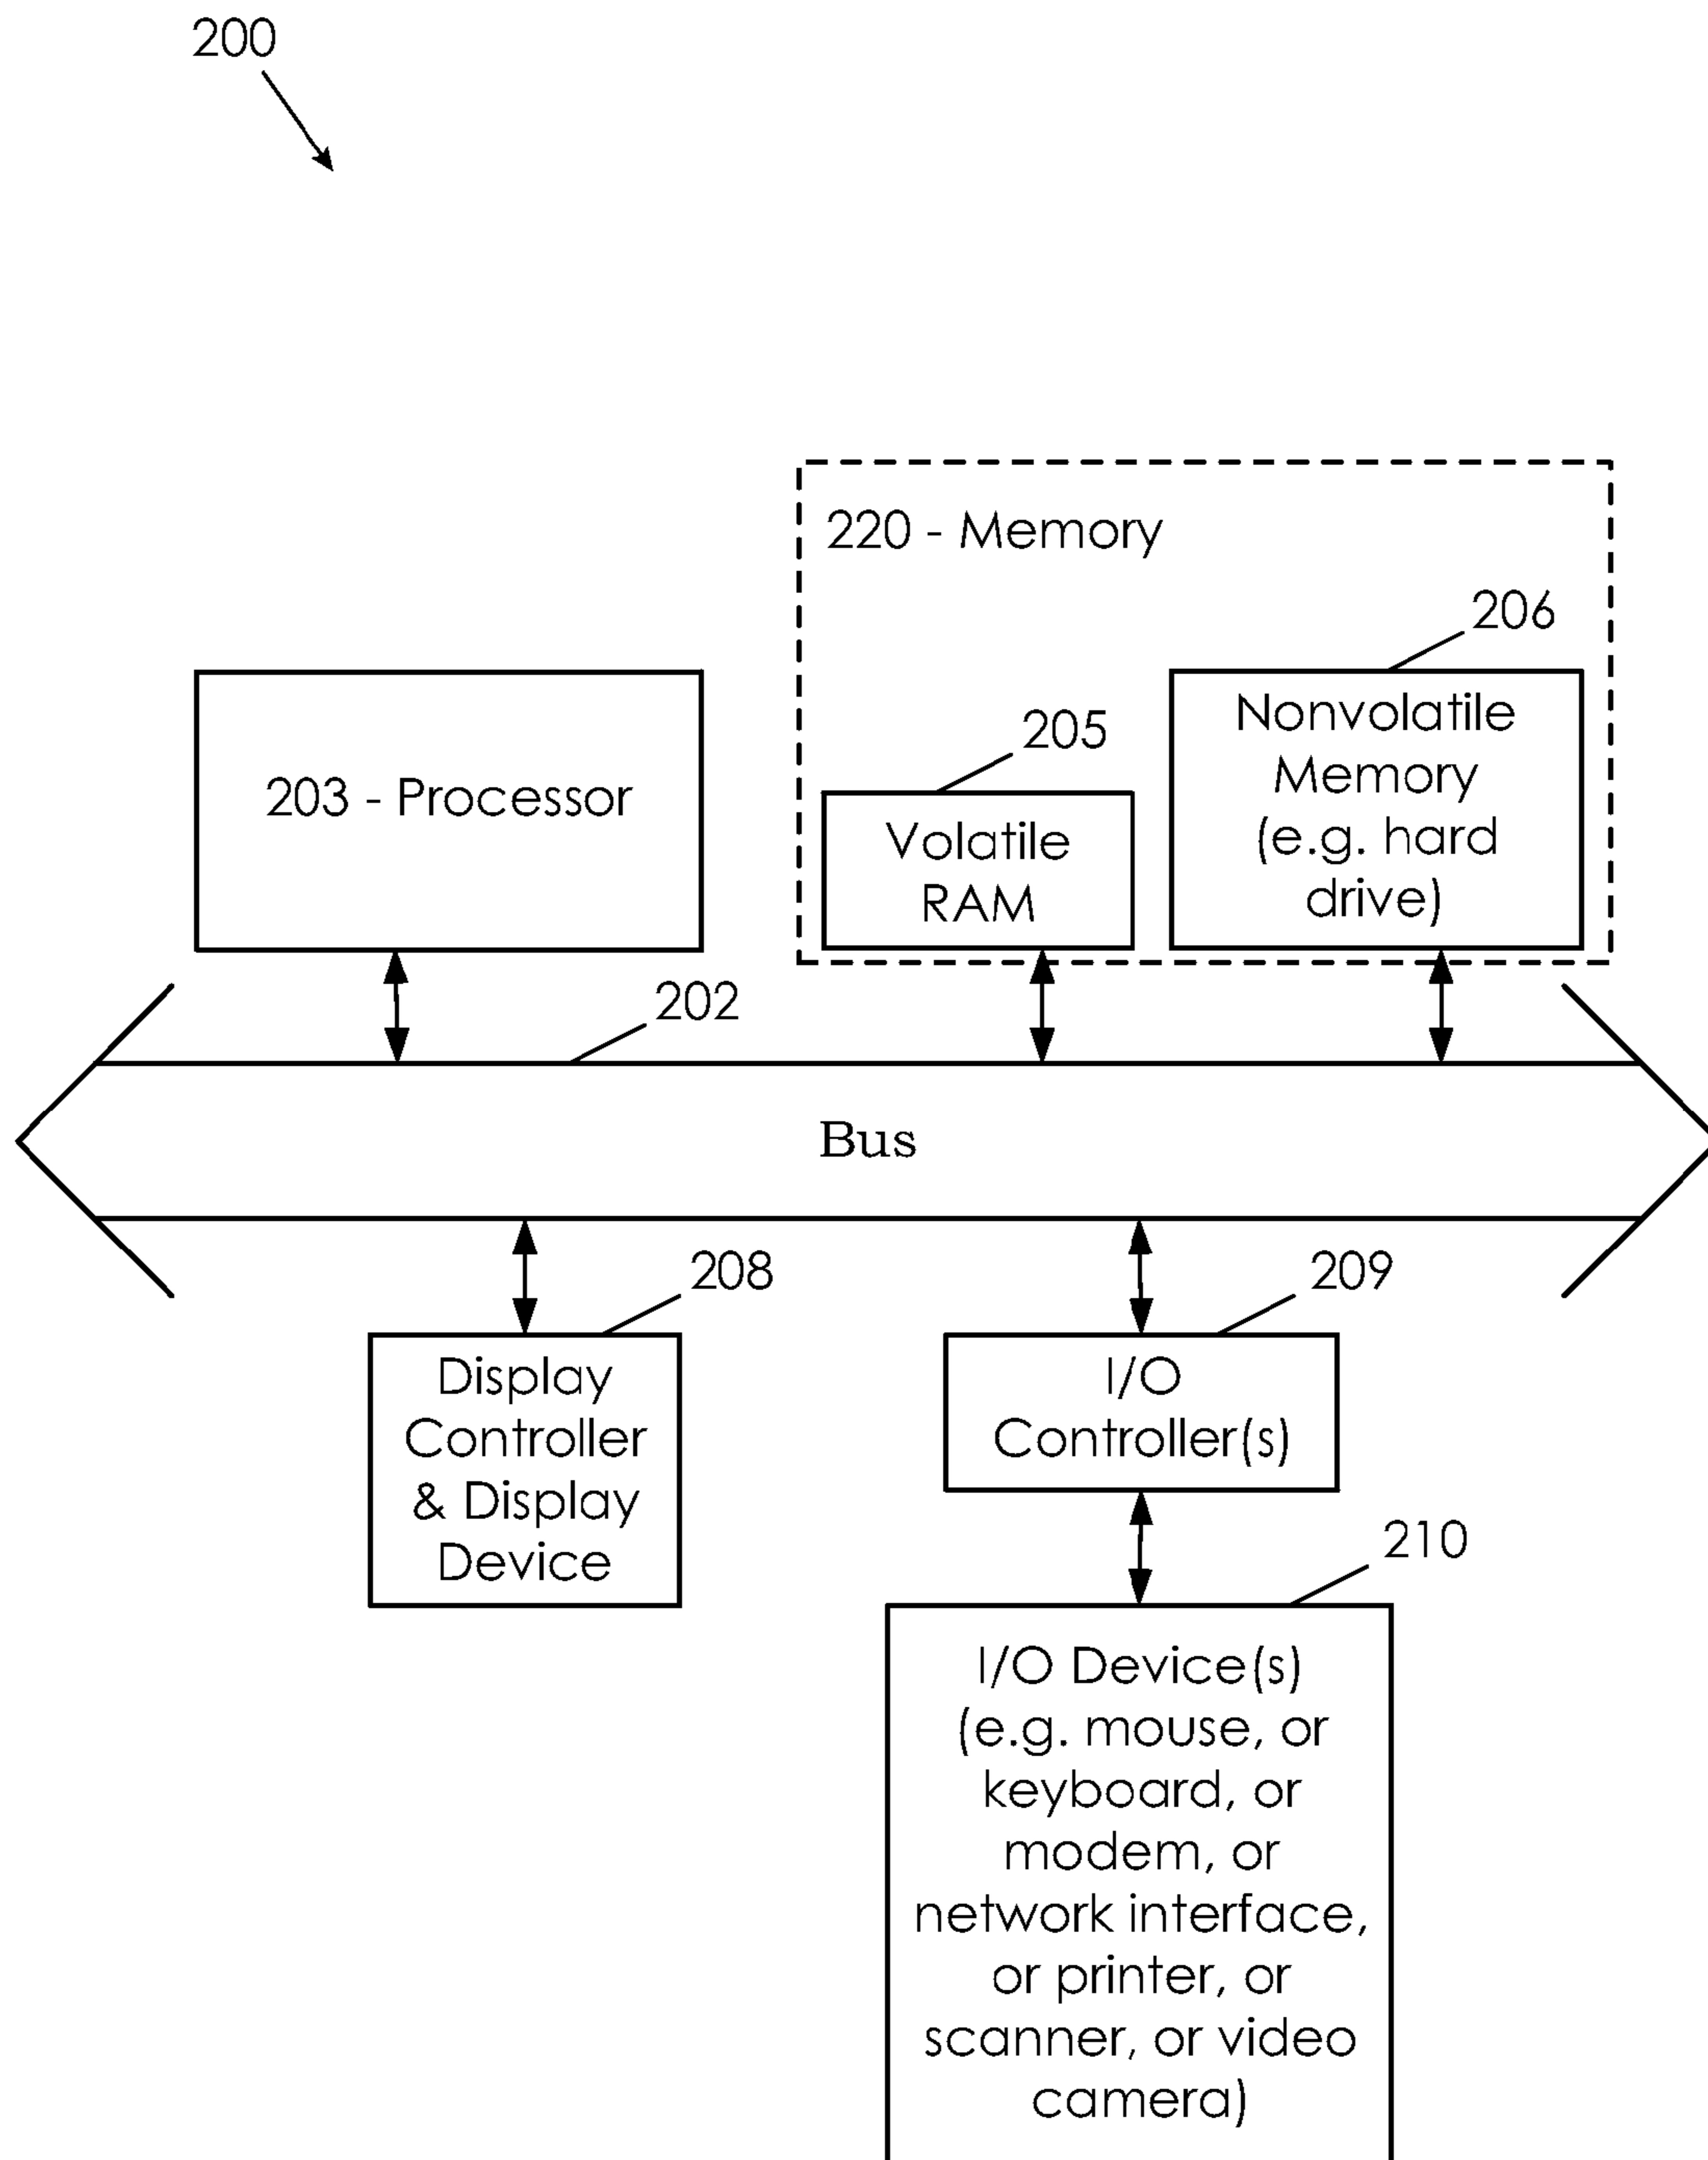 200
220 - Memory
206
Nonvolatile
Memory
(e.g. hard
drive)
205
Volatile
RAM
203 - Processor
202
Bus
208
Display
Controller
& Display
Device
209
I/O
Controller(s)
210
I/O Device(s)
(e.g. mouse, or
keyboard, or
modem, or
network interface,
or printer, or
scanner, or video
camera)